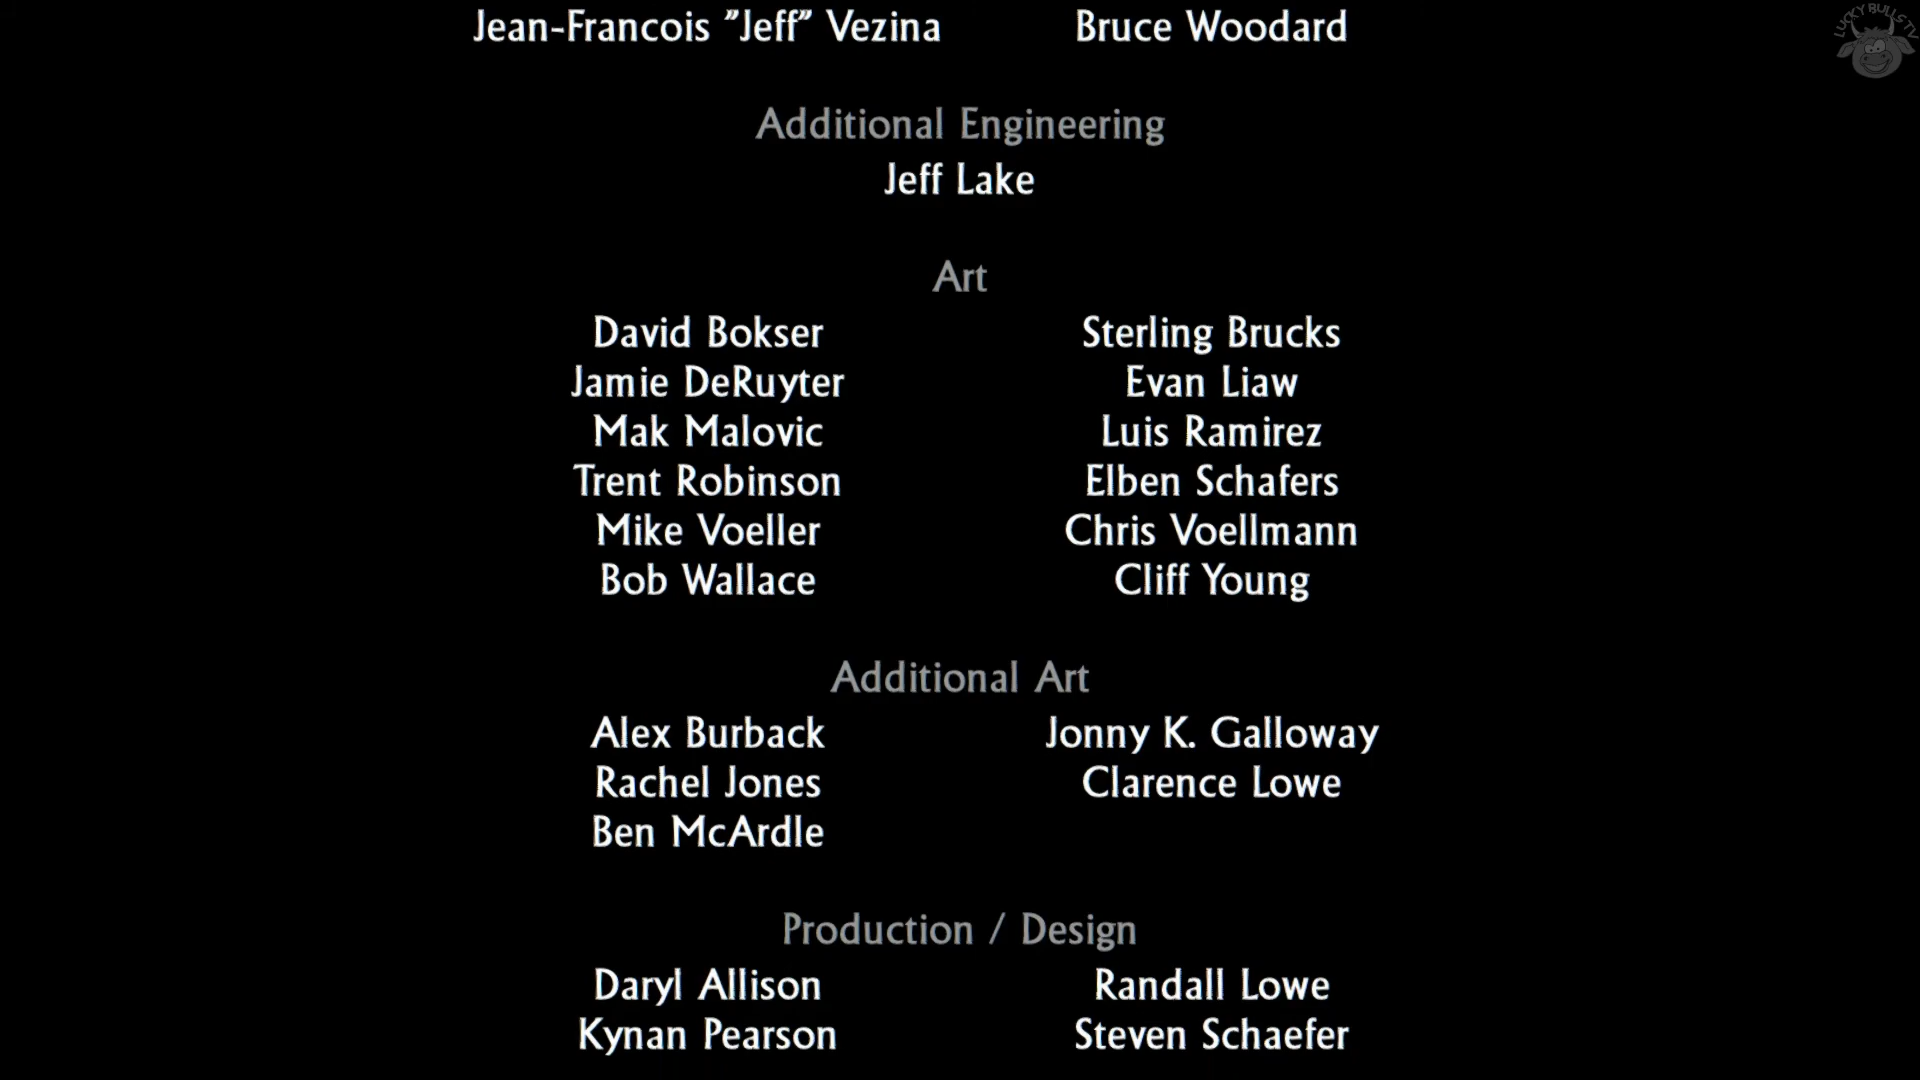 Jean-Francois "Jeff" Vezina Bruce Woodard
LUCKY BULLS TV
Additional Engineering
Jeff Lake
Art
David Bokser Sterling Brucks
Jamie DeRuyter Evan Liaw
Mak Malovic Luis Ramirez
Trent Robinson Elben Schafers
Mike Voeller Chris Voellmann
Bob Wallace Cliff Young
Additional Art
Alex Burback Jonny K. Galloway
Rachel Jones Clarence Lowe
Ben McArdle
Production / Design
Daryl Allison Randall Lowe
Kynan Pearson Steven Schaefer